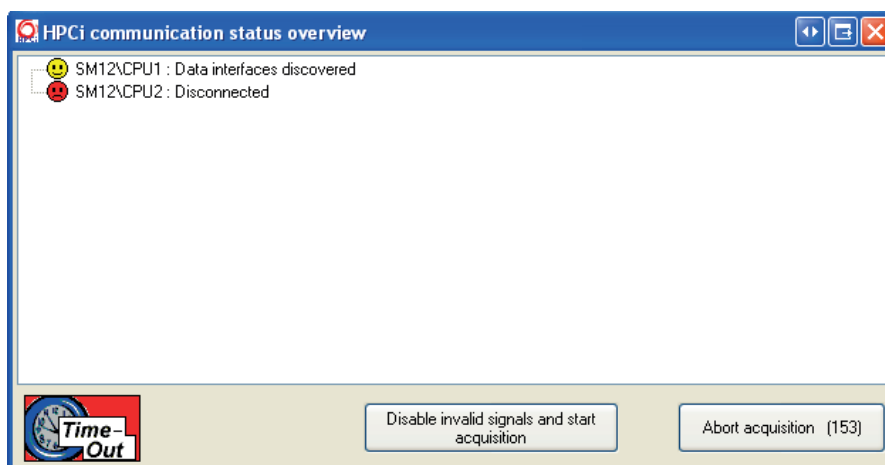 HPCi communication status overview
SM12\CPU1 : Data interfaces discovered
SM12\CPU2 : Disconnected
Time-
Out
Disable invalid signals and start
acquisition
Abort acquisition (153)